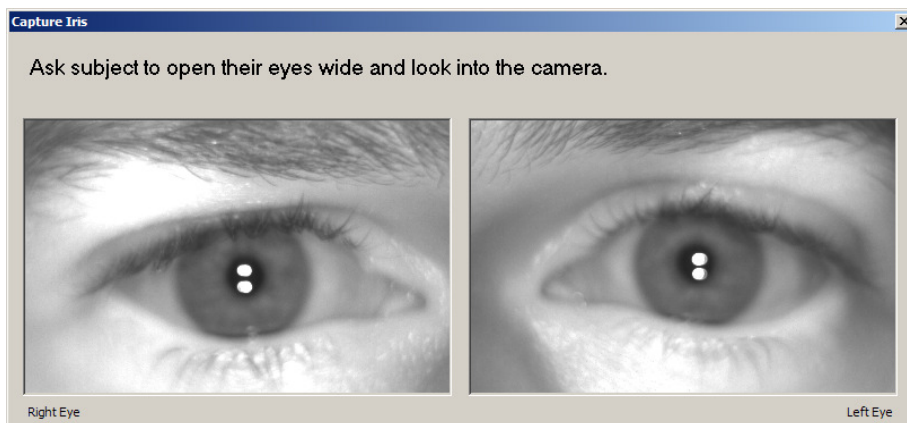 Capture Iris
Ask subject to open their eyes wide and look into the camera.
Right Eye
Left Eye